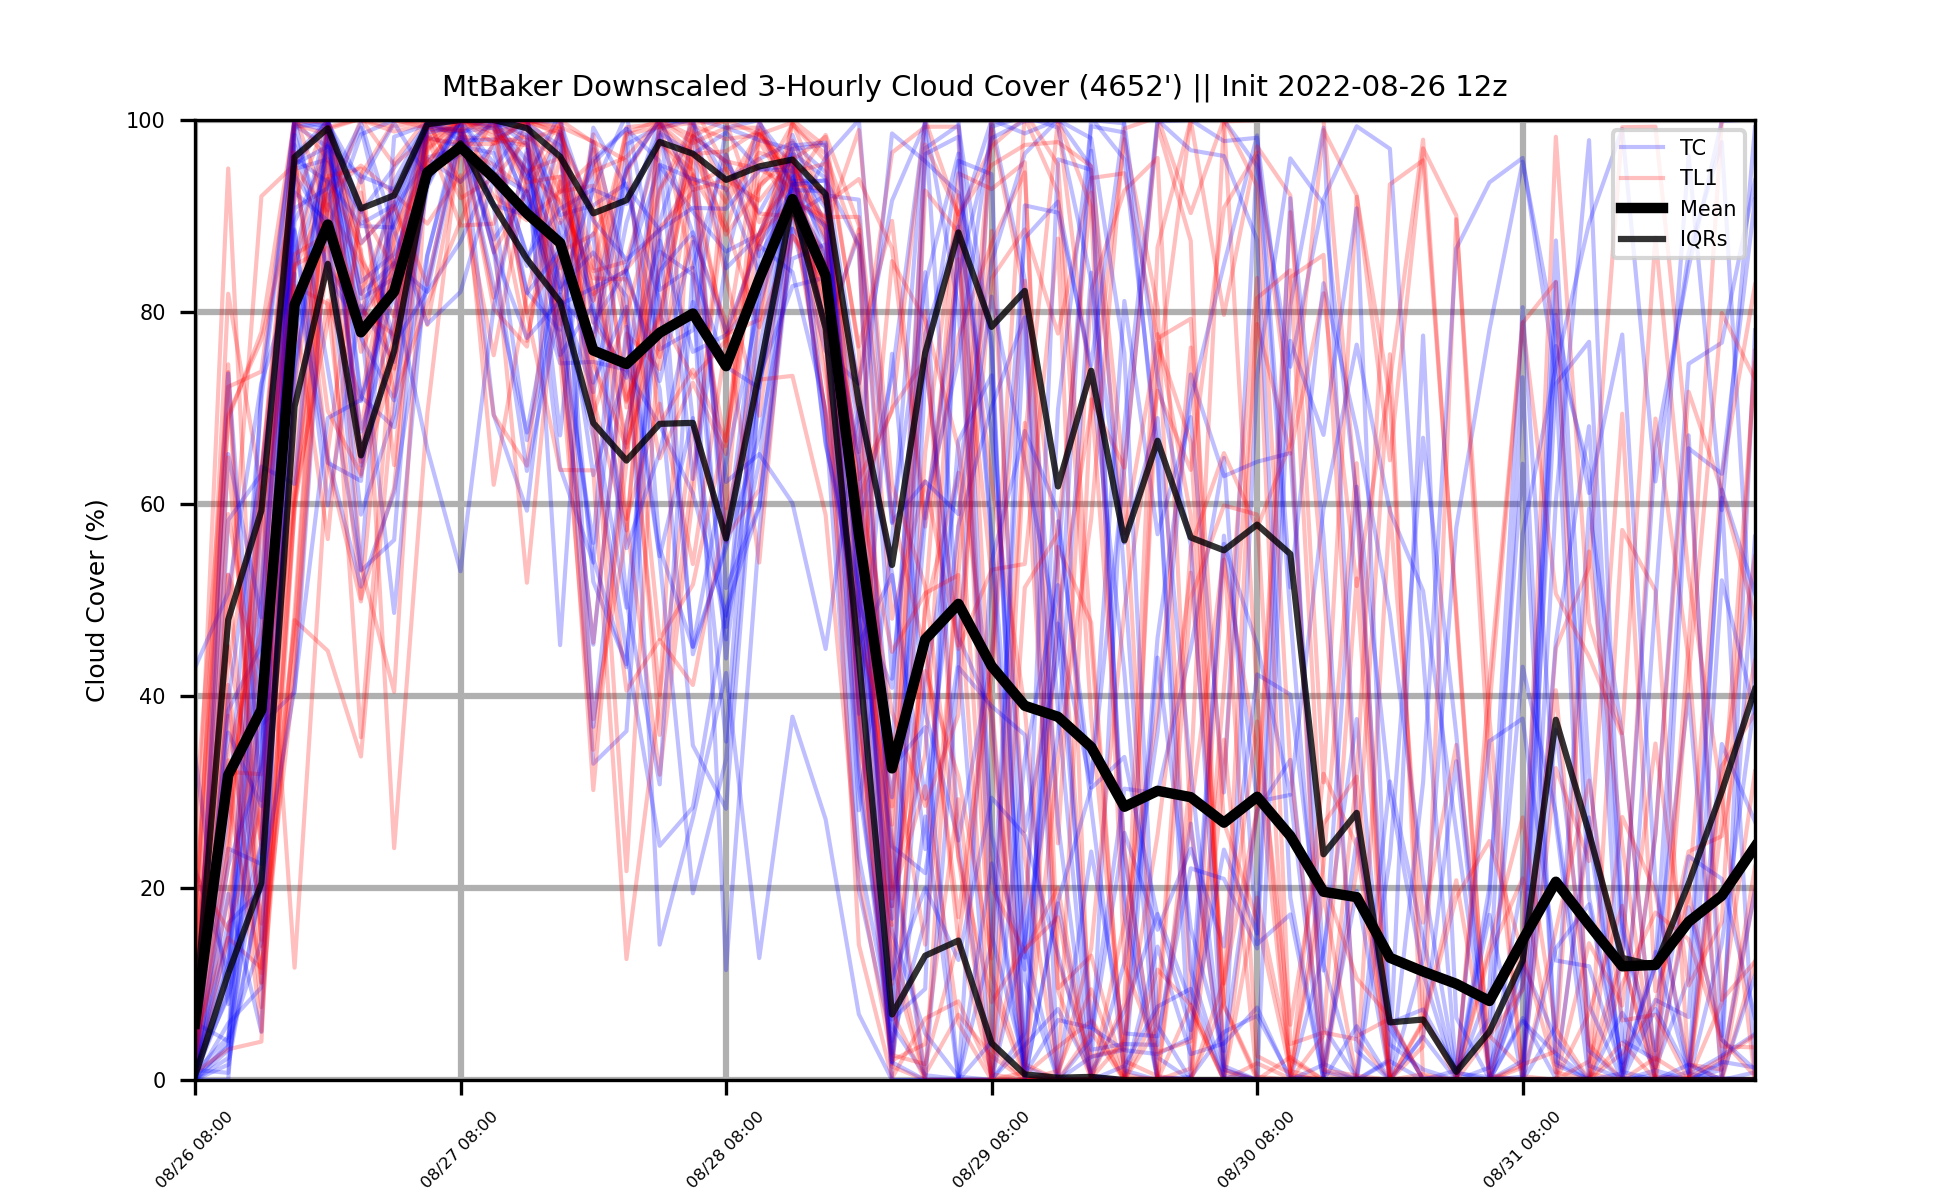 MtBaker Downscaled 3-Hourly Cloud Cover (4652') || Init 2022-08-26 12z
Cloud Cover (%)
100
80
60
40
20
0
TC
TL1
Mean
IQRs
08/26 08:00
08/27 08:00
08/28 08:00
08/29 08:00
08/30 08:00
08/31 08:00